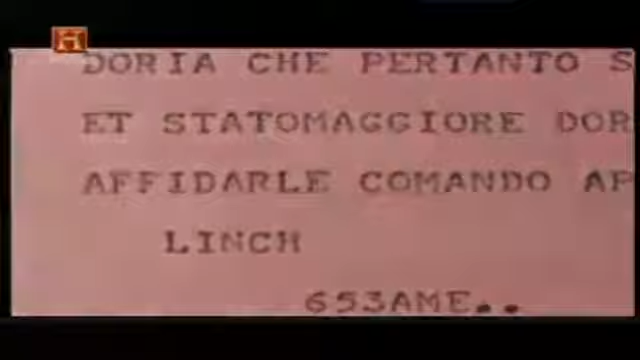 H
DORIA CHE PERTANTO S
ET STATOMAGGIORE DOR
AFFIDARLE COMANDO AP
LINCH
653AME..